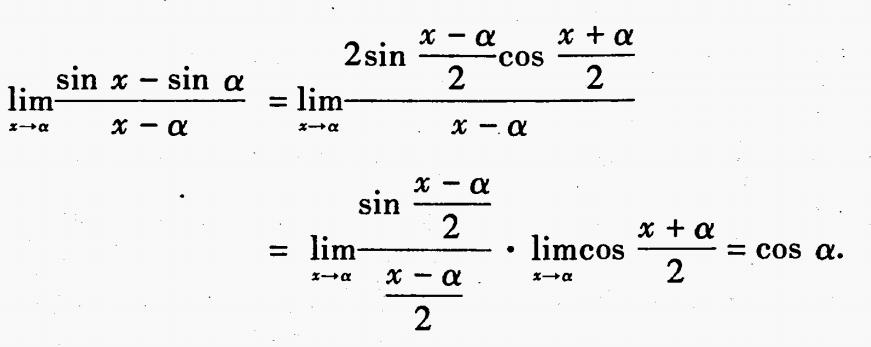 \lim_{x \to \alpha} \frac{\sin x - \sin \alpha}{x - \alpha} = \lim_{x \to \alpha} \frac{2 \sin \frac{x - \alpha}{2} \cos \frac{x + \alpha}{2}}{x - \alpha}
= \lim_{x \to \alpha} \frac{\sin \frac{x - \alpha}{2}}{\frac{x - \alpha}{2}} \cdot \lim_{x \to \alpha} \cos \frac{x + \alpha}{2} = \cos \alpha.